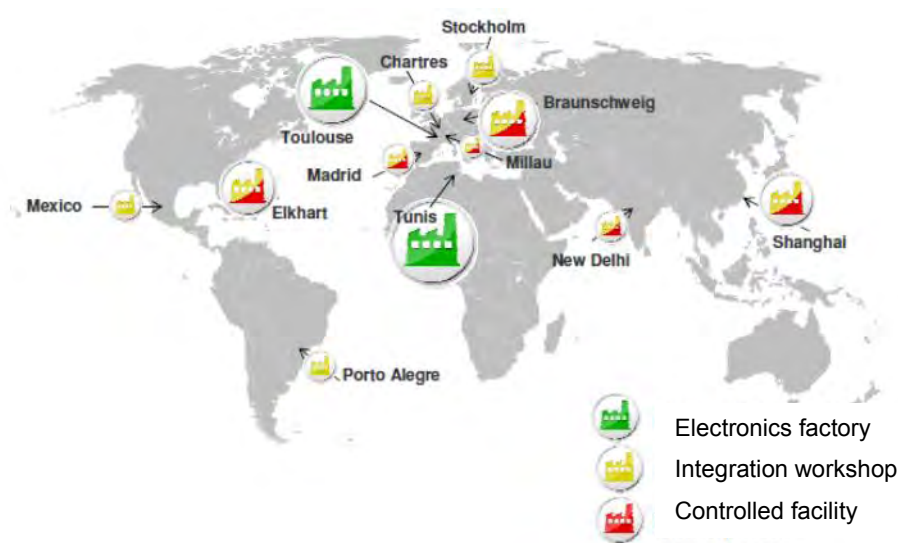 Stockholm
Chartres
Braunschweig
Toulouse
Millau
Madrid
Mexico
Elkhart
Tunis
Shanghai
New Delhi
Porto Alegre
Electronics factory
Integration workshop
Controlled facility